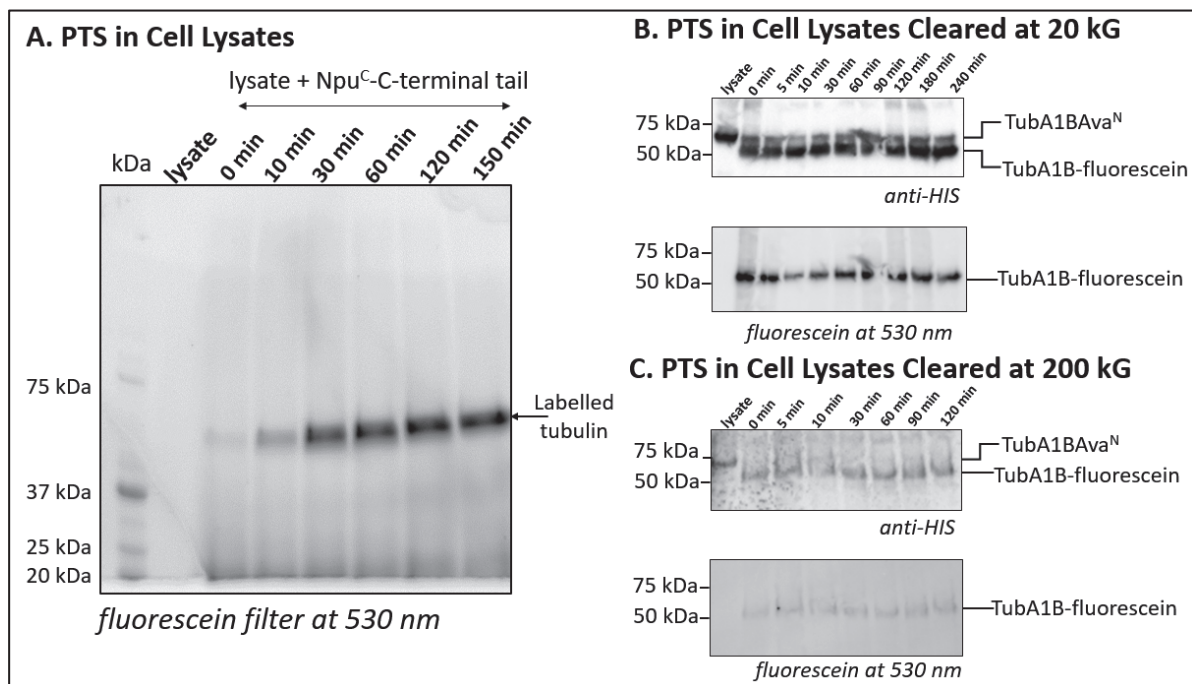 A. PTS in Cell Lysates
lysate + Npuᶜ-C-terminal tail
kDa
lysate
0 min
10 min
30 min
60 min
120 min
150 min
75 kDa
37 kDa
25 kDa
20 kDa
Labelled
tubulin
fluorescein filter at 530 nm
B. PTS in Cell Lysates Cleared at 20 kG
lysate
0 min
5 min
10 min
30 min
60 min
90 min
120 min
180 min
240 min
75 kDa
50 kDa
TubA1BAvaᴺ
TubA1B-fluorescein
anti-HIS
75 kDa
50 kDa
TubA1B-fluorescein
fluorescein at 530 nm
C. PTS in Cell Lysates Cleared at 200 kG
lysate
0 min
5 min
10 min
30 min
60 min
90 min
120 min
75 kDa
50 kDa
TubA1BAvaᴺ
TubA1B-fluorescein
anti-HIS
75 kDa
50 kDa
TubA1B-fluorescein
fluorescein at 530 nm